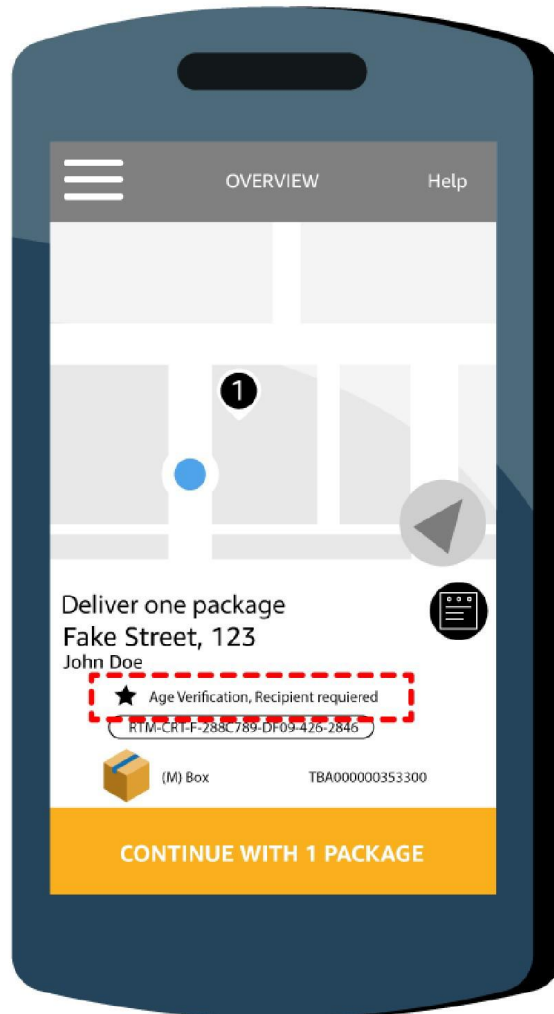 OVERVIEW Help
1
Deliver one package
Fake Street, 123
John Doe
★ Age Verification, Recipient requiered
RTM-CRT-F-288C789-DF09-426-2846
(M) Box TBA000000353300
CONTINUE WITH 1 PACKAGE